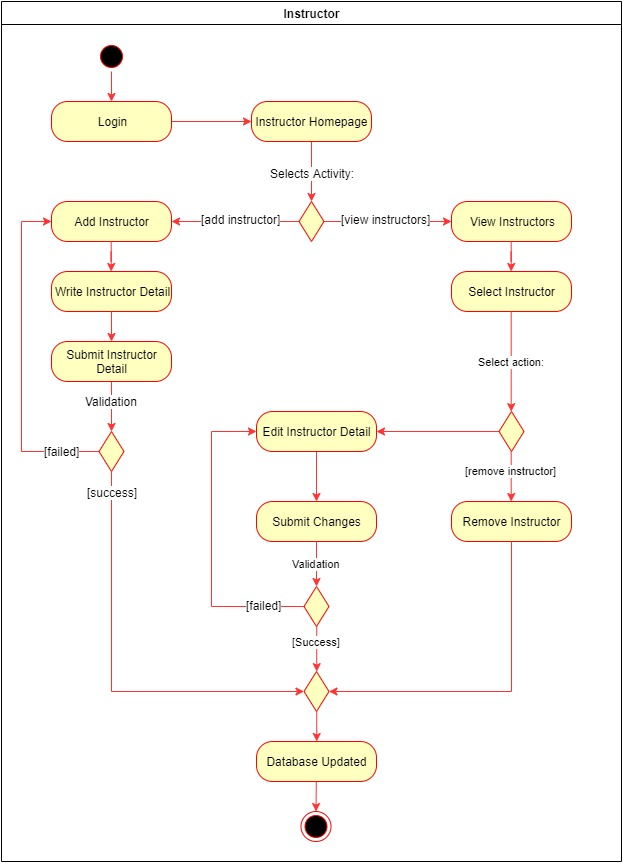 Instructor
Login
Instructor Homepage
Selects Activity:
Add Instructor
[add instructor]
[view instructors]
View Instructors
Write Instructor Detail
Select Instructor
Submit Instructor
Detail
Select action:
Validation
Edit Instructor Detail
[failed]
[remove instructor]
[success]
Submit Changes
Remove Instructor
Validation
[failed]
[Success]
Database Updated